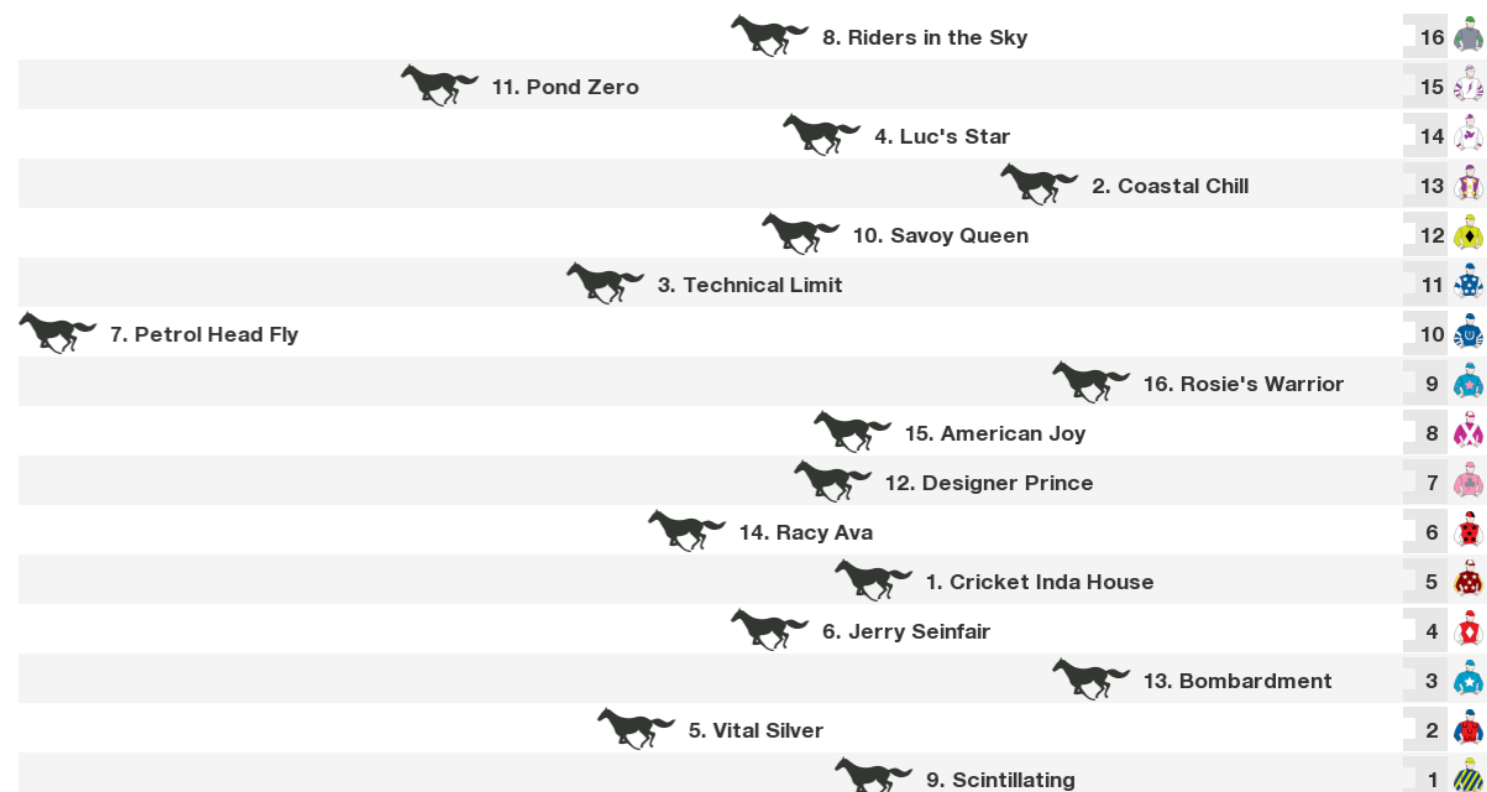 8. Riders in the Sky 16
11. Pond Zero 15
4. Luc's Star 14
2. Coastal Chill 13
10. Savoy Queen 12
3. Technical Limit 11
7. Petrol Head Fly 10
16. Rosie's Warrior 9
15. American Joy 8
12. Designer Prince 7
14. Racy Ava 6
1. Cricket Inda House 5
6. Jerry Seinfair 4
13. Bombardment 3
5. Vital Silver 2
9. Scintillating 1